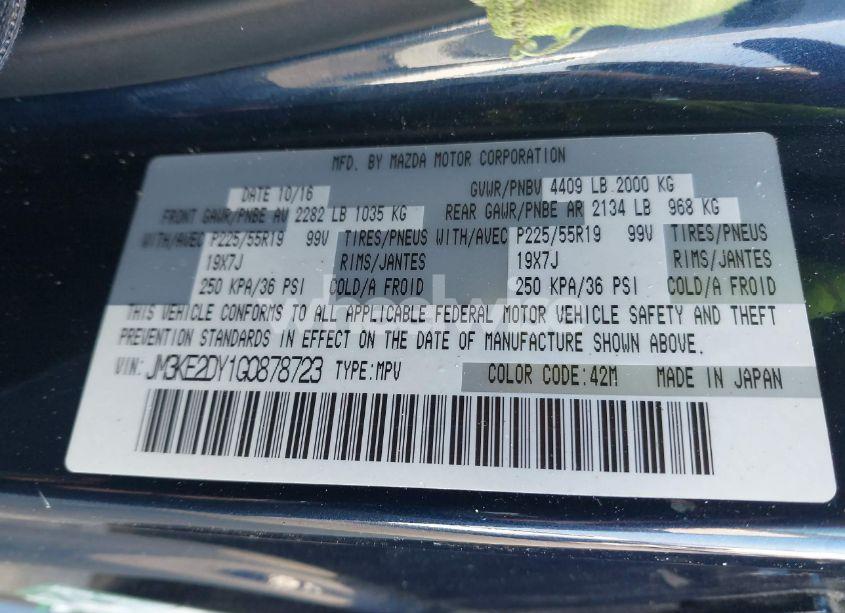 MFD. BY MAZDA MOTOR CORPORATION
DATE 10/16 GVWR/PNBV 4409 LB 2000 KG
FRONT GAWR/PNBE AV 2282 LB 1035 KG REAR GAWR/PNBE AR 2134 LB 968 KG
WITH/AVEC P225/55R19 99V TIRES/PNEUS WITH/AVEC P225/55R19 99V TIRES/PNEUS
19X7J RIMS/JANTES 19X7J RIMS/JANTES
250 KPA/36 PSI COLD/A FROID 250 KPA/36 PSI COLD/A FROID
wheelwire
THIS VEHICLE CONFORMS TO ALL APPLICABLE FEDERAL MOTOR VEHICLE SAFETY AND THEFT
PREVENTION STANDARDS IN EFFECT ON THE DATE OF MANUFACTURE SHOWN ABOVE.
VIN: JM3KE2DY1G0878723 TYPE:MPV COLOR CODE:42M MADE IN JAPAN